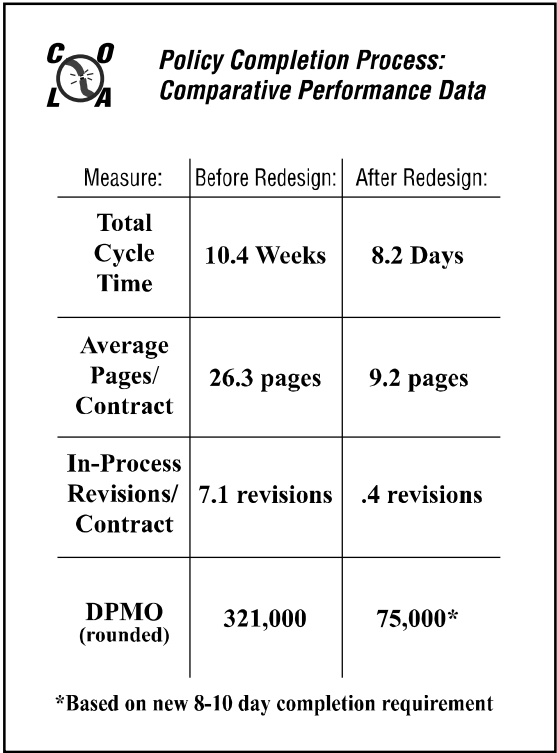 C O
L A
Policy Completion Process:
Comparative Performance Data
Measure: Before Redesign: After Redesign:
Total
Cycle
Time
10.4 Weeks 8.2 Days
Average
Pages/
Contract
26.3 pages 9.2 pages
In-Process
Revisions/
Contract
7.1 revisions .4 revisions
DPMO
(rounded)
321,000 75,000*
*Based on new 8-10 day completion requirement